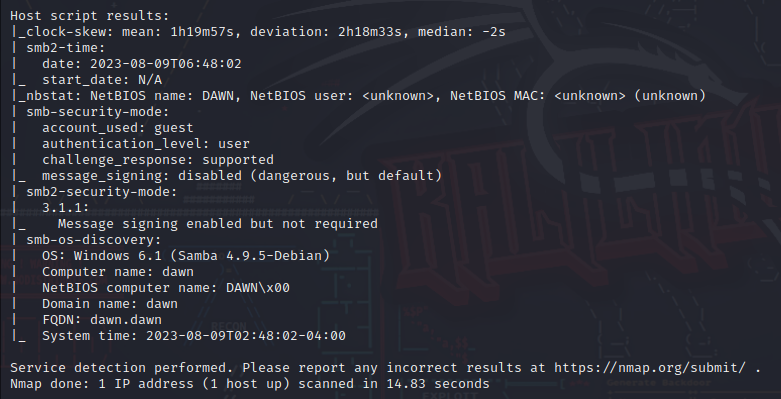 Host script results:
|_clock-skew: mean: 1h19m57s, deviation: 2h18m33s, median: -2s
| smb2-time:
|   date: 2023-08-09T06:48:02
|_  start_date: N/A
|_nbstat: NetBIOS name: DAWN, NetBIOS user: <unknown>, NetBIOS MAC: <unknown> (unknown)
| smb-security-mode:
|   account_used: guest
|   authentication_level: user
|   challenge_response: supported
|_  message_signing: disabled (dangerous, but default)
| smb2-security-mode:
|   3.1.1:
|_    Message signing enabled but not required
| smb-os-discovery:
|   OS: Windows 6.1 (Samba 4.9.5-Debian)
|   Computer name: dawn
|   NetBIOS computer name: DAWN\x00
|   Domain name: dawn
|   FQDN: dawn.dawn
|_  System time: 2023-08-09T02:48:02-04:00

Service detection performed. Please report any incorrect results at https://nmap.org/submit/ .
Nmap done: 1 IP address (1 host up) scanned in 14.83 seconds